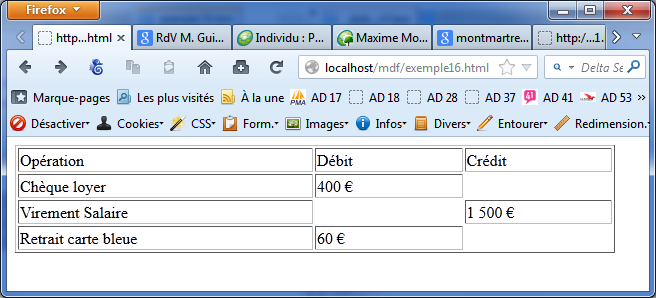 Firefox
http...html RdV M. Gui... Individu : P... Maxime Mo... montmartre... http:/...1.
localhost/mdf/exemple16.html Delta Se
Marque-pages Les plus visités À la une AD 17 AD 18 AD 28 AD 37 AD 41 AD 53 »
Désactiver Cookies CSS Form. Images Infos Divers Entourer Redimension.
Opération Débit Crédit
Chèque loyer 400 €
Virement Salaire 1 500 €
Retrait carte bleue 60 €